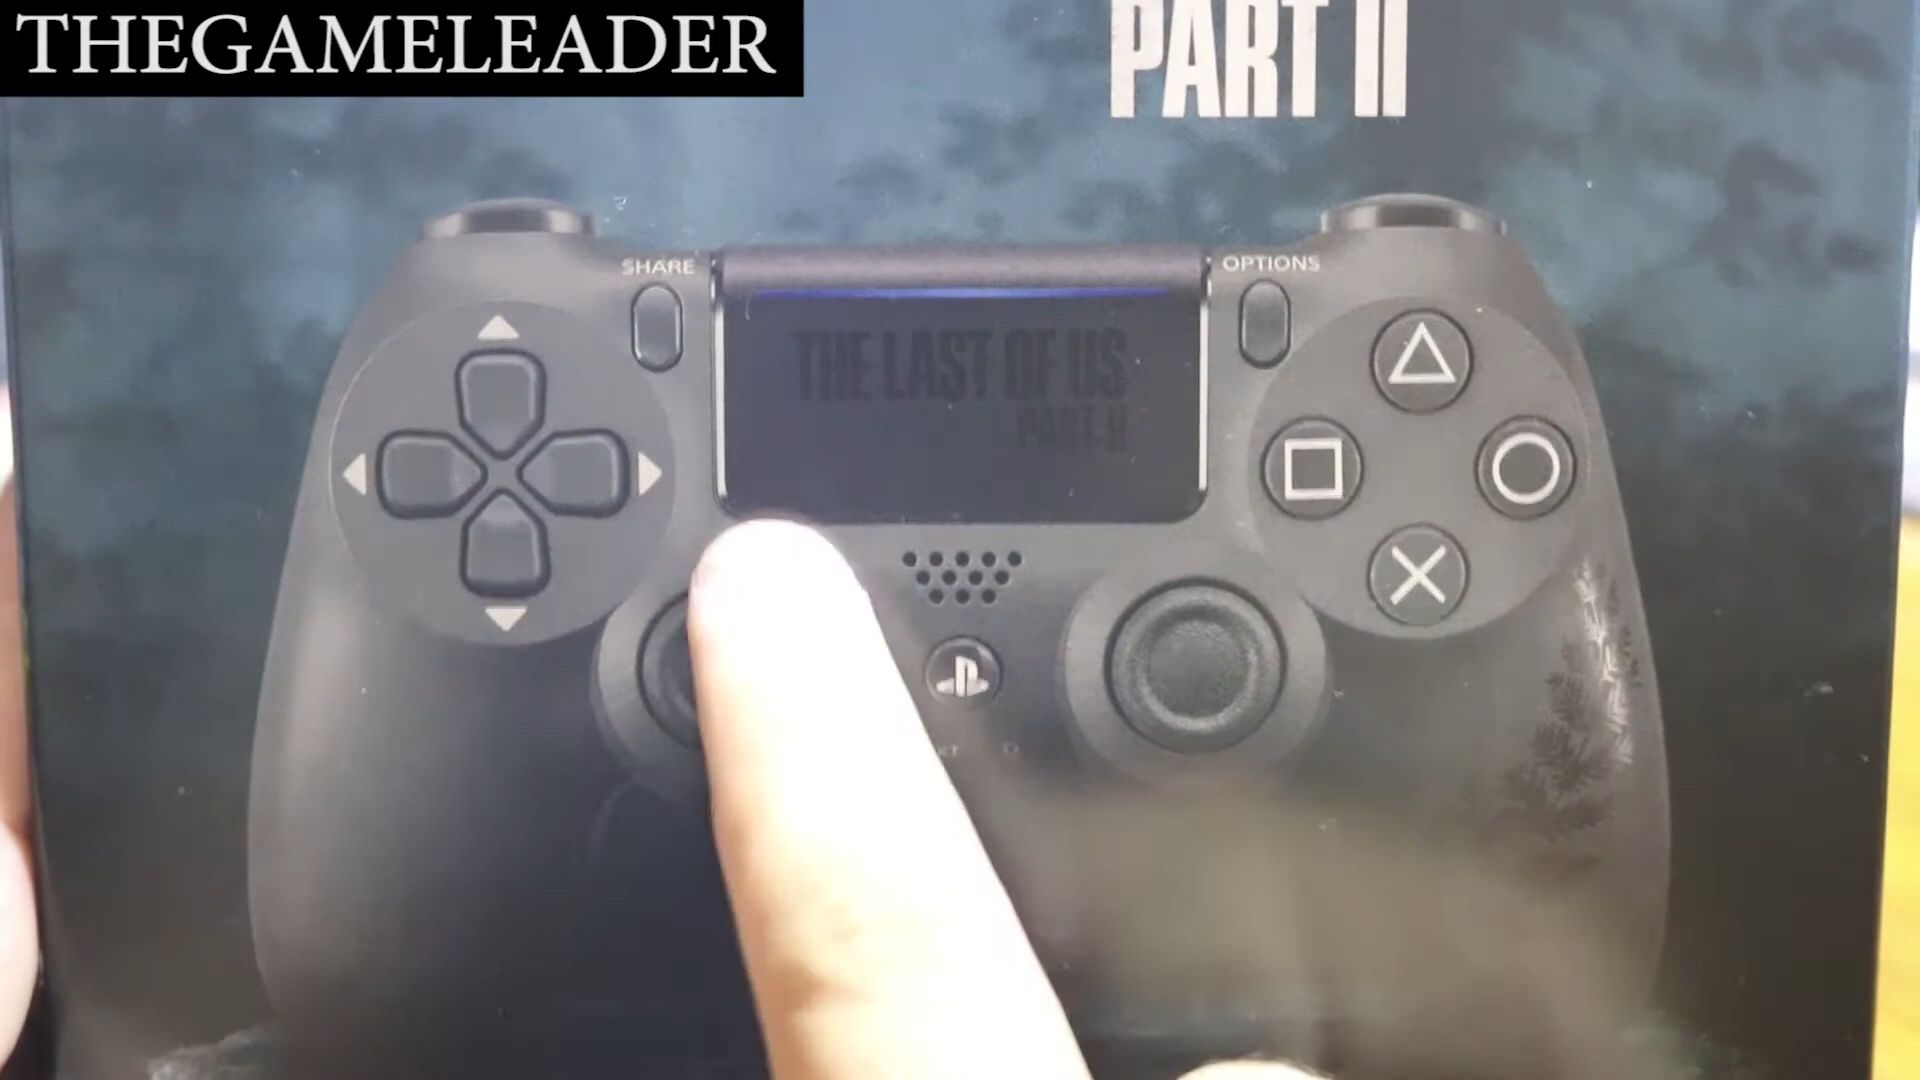 THEGAMELEADER
PART II
SHARE
OPTIONS
THE LAST OF US
PART II